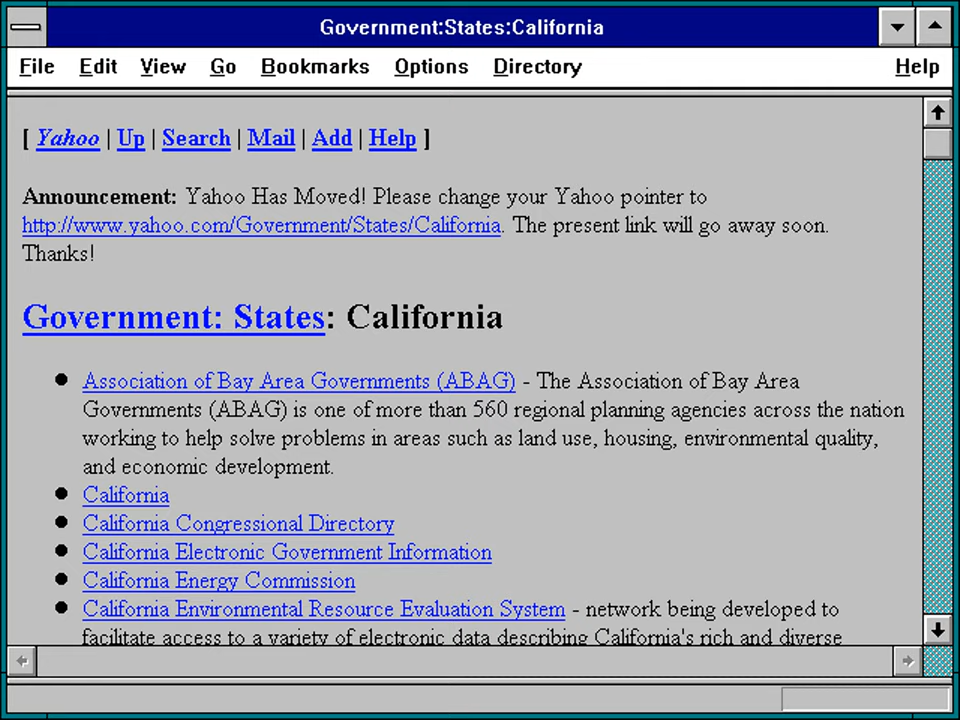 Government:States:California
File Edit View Go Bookmarks Options Directory Help
[ Yahoo | Up | Search | Mail | Add | Help ]
Announcement: Yahoo Has Moved! Please change your Yahoo pointer to
http://www.yahoo.com/Government/States/California. The present link will go away soon.
Thanks!
Government: States: California
● Association of Bay Area Governments (ABAG) - The Association of Bay Area
Governments (ABAG) is one of more than 560 regional planning agencies across the nation
working to help solve problems in areas such as land use, housing, environmental quality,
and economic development.
● California
● California Congressional Directory
● California Electronic Government Information
● California Energy Commission
● California Environmental Resource Evaluation System - network being developed to
facilitate access to a variety of electronic data describing California's rich and diverse